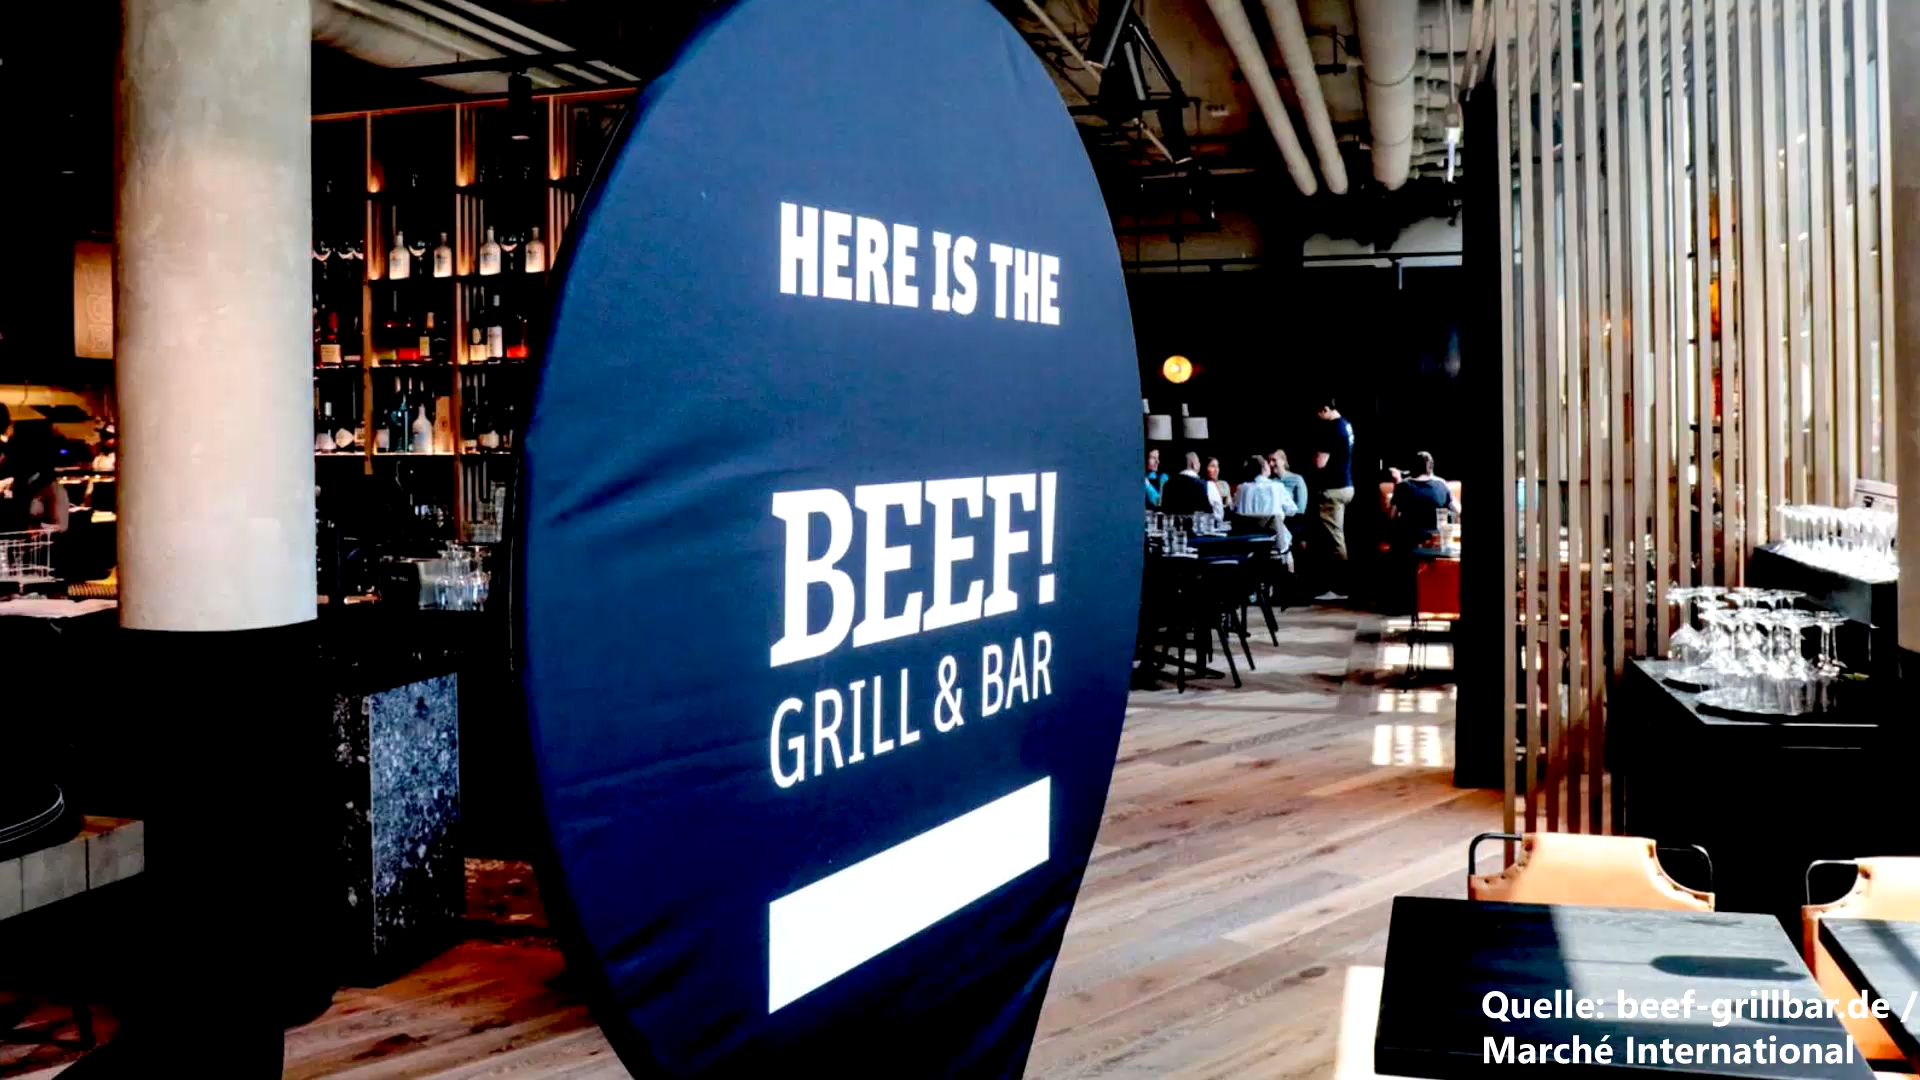 HERE IS THE
BEEF!
GRILL & BAR
Quelle: beef-grillbar.de /
Marché International